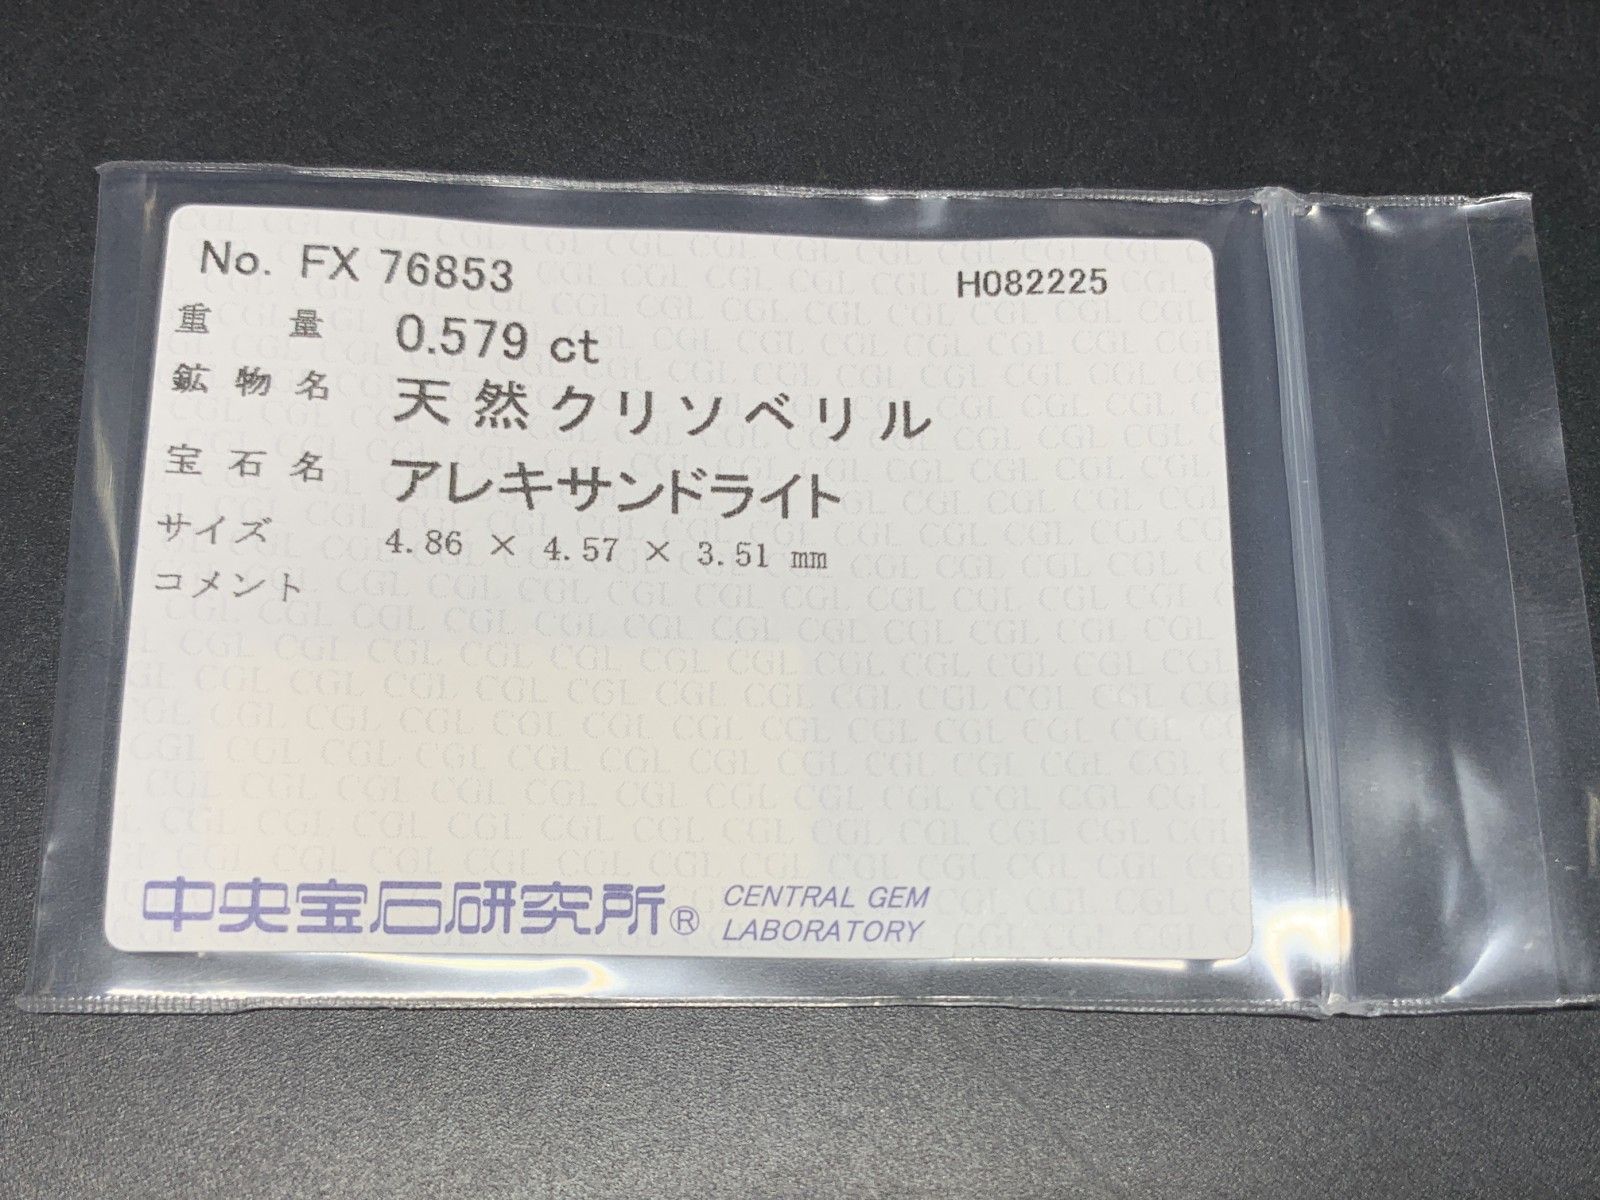 No. FX 76853 H082225
重量 0.579 ct
鉱物名 天然クリソベリル
宝石名 アレキサンドライト
サイズ 4.86 × 4.57 × 3.51 mm
コメント
中央宝石研究所® CENTRAL GEM
LABORATORY